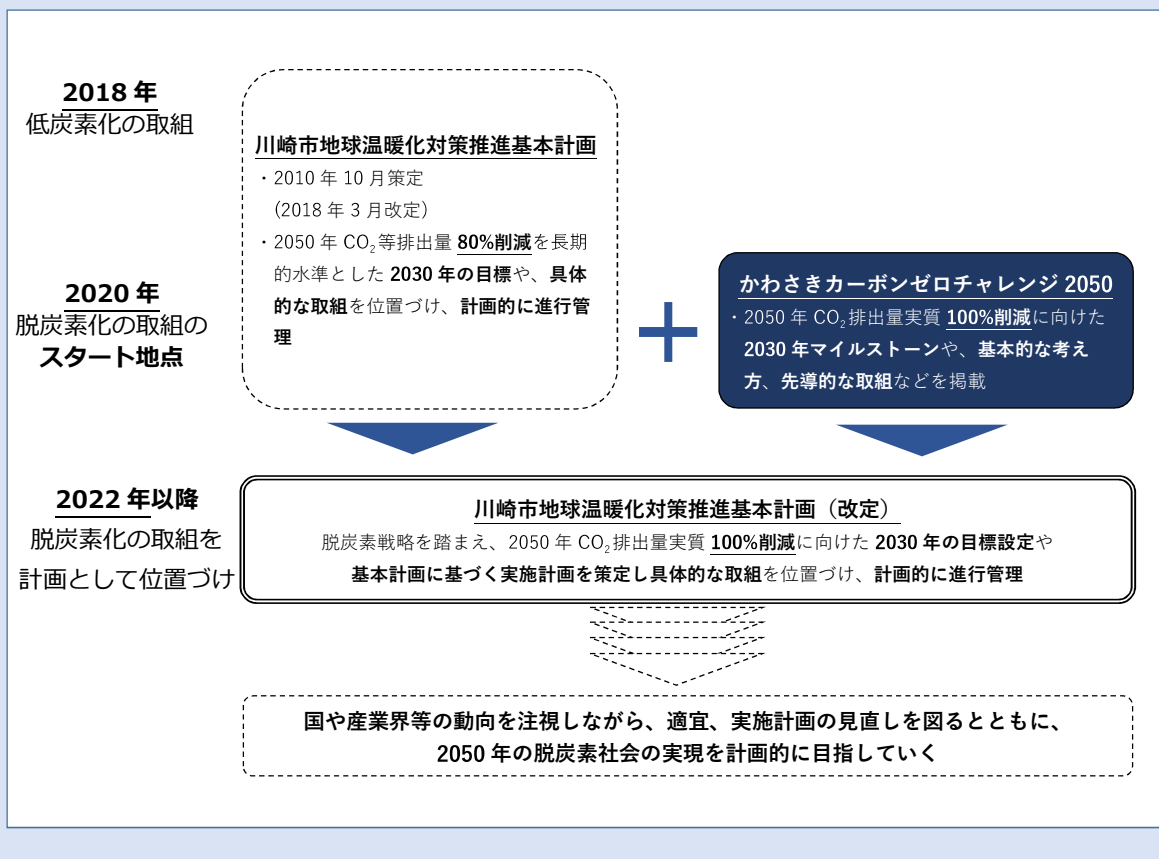 2018 年
低炭素化の取組
川崎市地球温暖化対策推進基本計画
・2010 年 10 月策定
(2018 年 3 月改定)
・2050 年 CO₂等排出量 80%削減を長期
的水準とした 2030 年の目標や、具体
的な取組を位置づけ、計画的に進行管
理
2020 年
脱炭素化の取組の
スタート地点
かわさきカーボンゼロチャレンジ 2050
・2050 年 CO₂排出量実質 100%削減に向けた
2030 年マイルストーンや、基本的な考え
方、先導的な取組などを掲載
2022 年以降
脱炭素化の取組を
計画として位置づけ
川崎市地球温暖化対策推進基本計画（改定）
脱炭素戦略を踏まえ、2050 年 CO₂排出量実質 100%削減に向けた 2030 年の目標設定や
基本計画に基づく実施計画を策定し具体的な取組を位置づけ、計画的に進行管理
国や産業界等の動向を注視しながら、適宜、実施計画の見直しを図るとともに、
2050 年の脱炭素社会の実現を計画的に目指していく